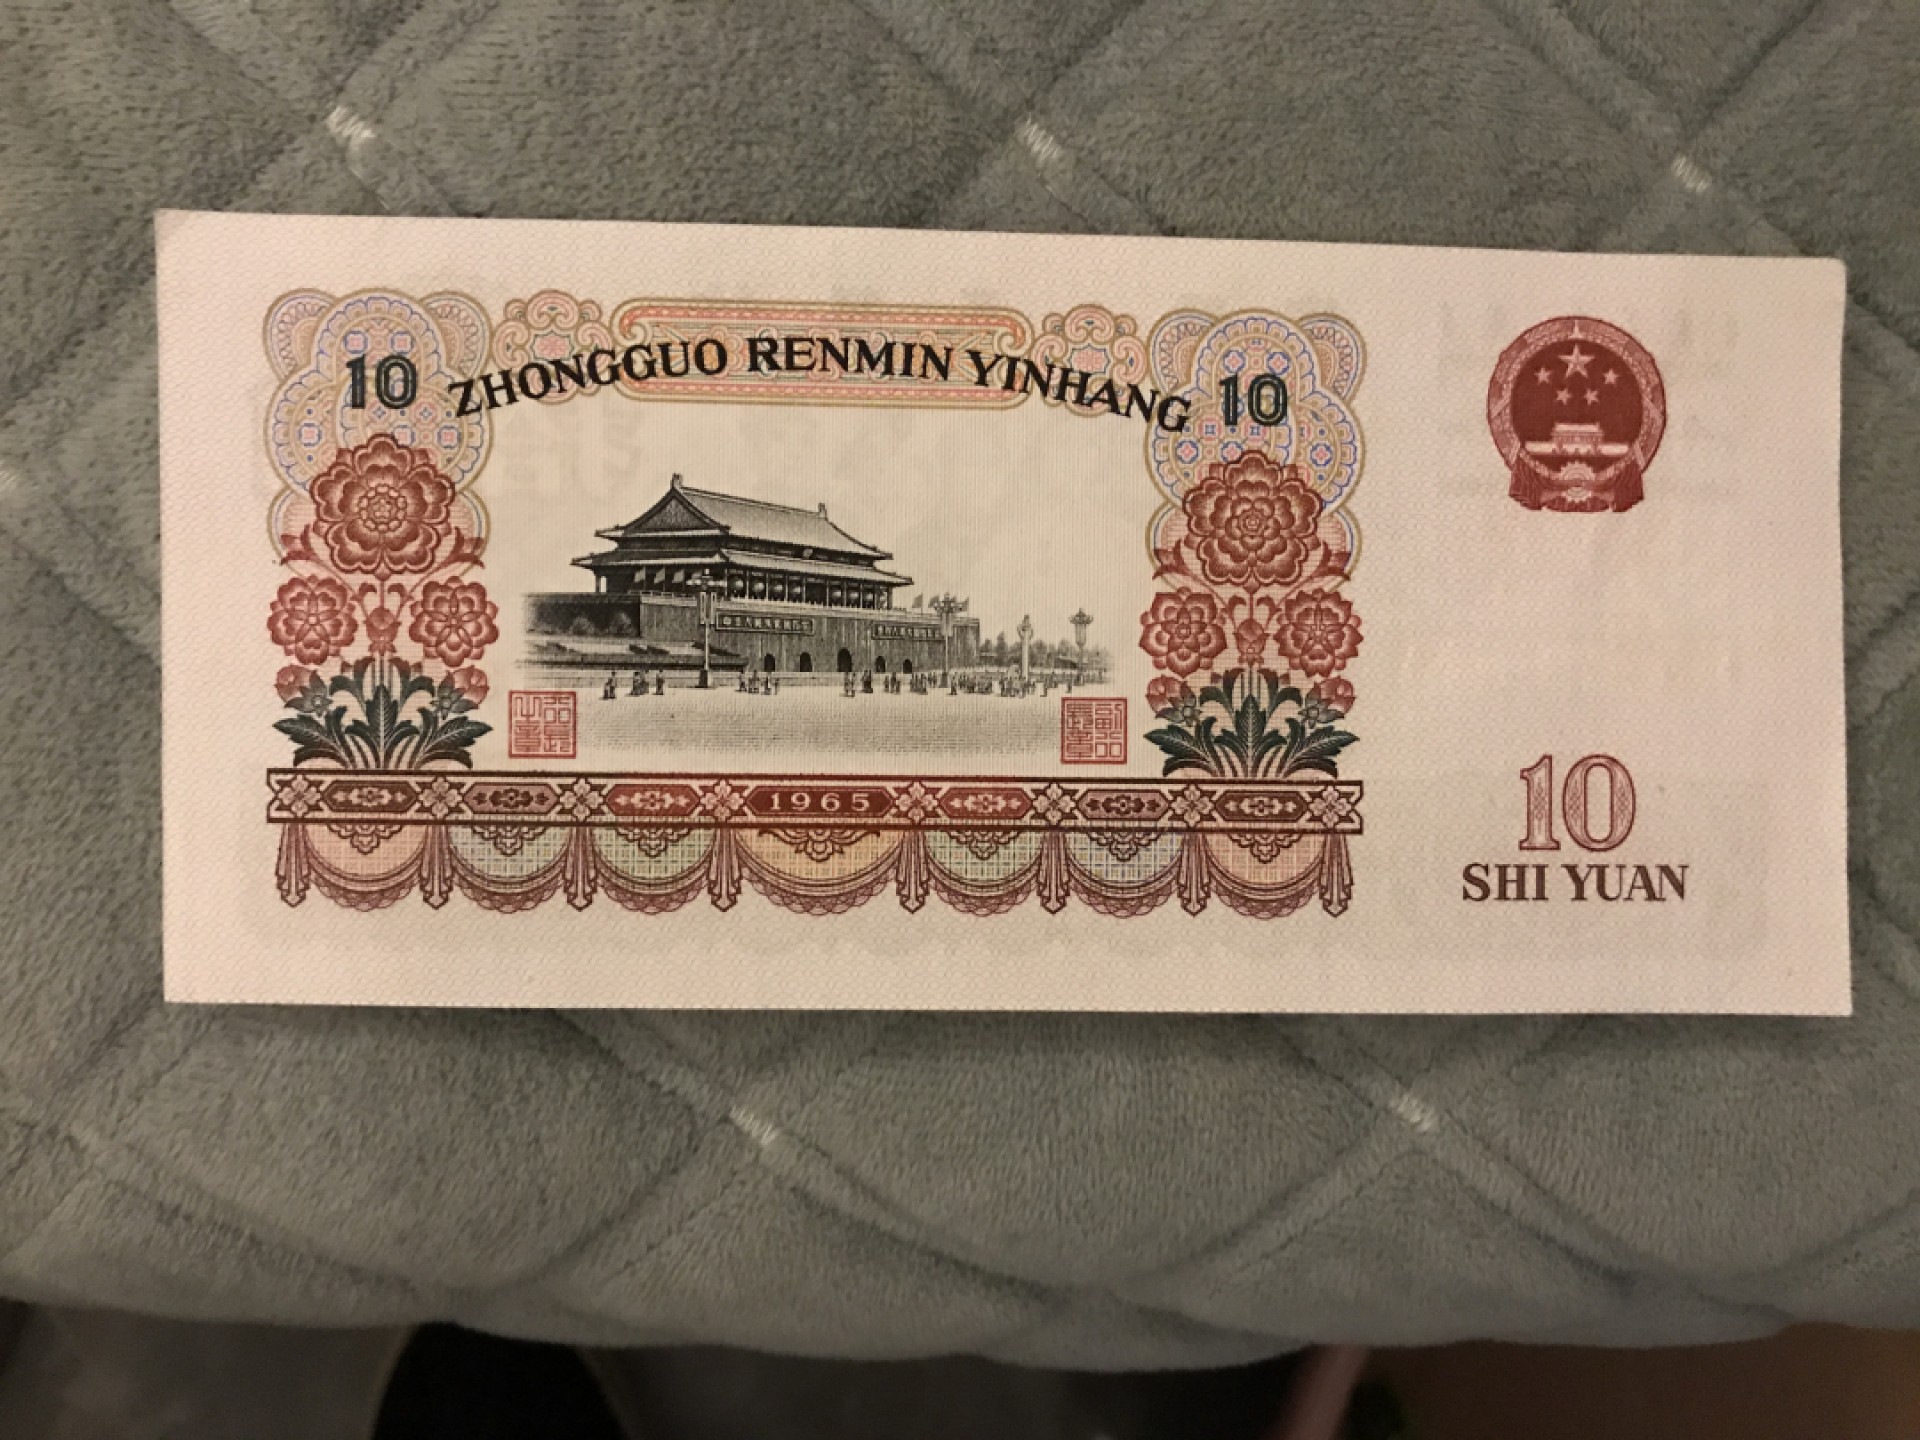 10 ZHONGGUO RENMIN YINHANG 10
1965
10
SHI YUAN